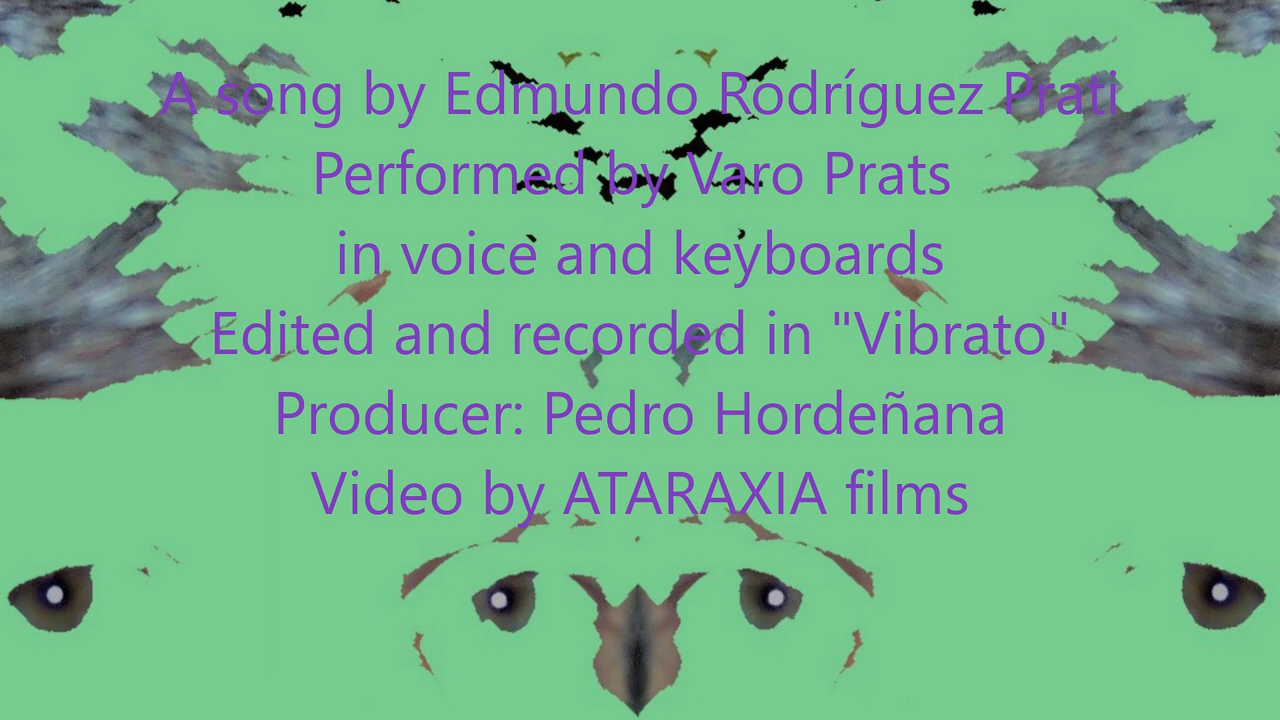 A song by Edmundo Rodríguez Prati
Performed by Varo Prats
in voice and keyboards
Edited and recorded in "Vibrato"
Producer: Pedro Hordeñana
Video by ATARAXIA films